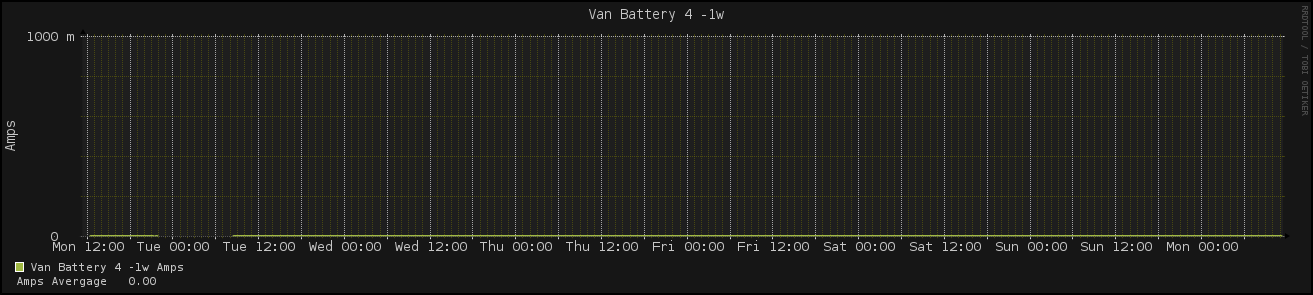 Van Battery 4 -1w
RRDTOOL / TOBI OETIKER
1000 m
Amps
0
Mon 12:00 Tue 00:00 Tue 12:00 Wed 00:00 Wed 12:00 Thu 00:00 Thu 12:00 Fri 00:00 Fri 12:00 Sat 00:00 Sat 12:00 Sun 00:00 Sun 12:00 Mon 00:00
Van Battery 4 -1w Amps
Amps Avergage 0.00